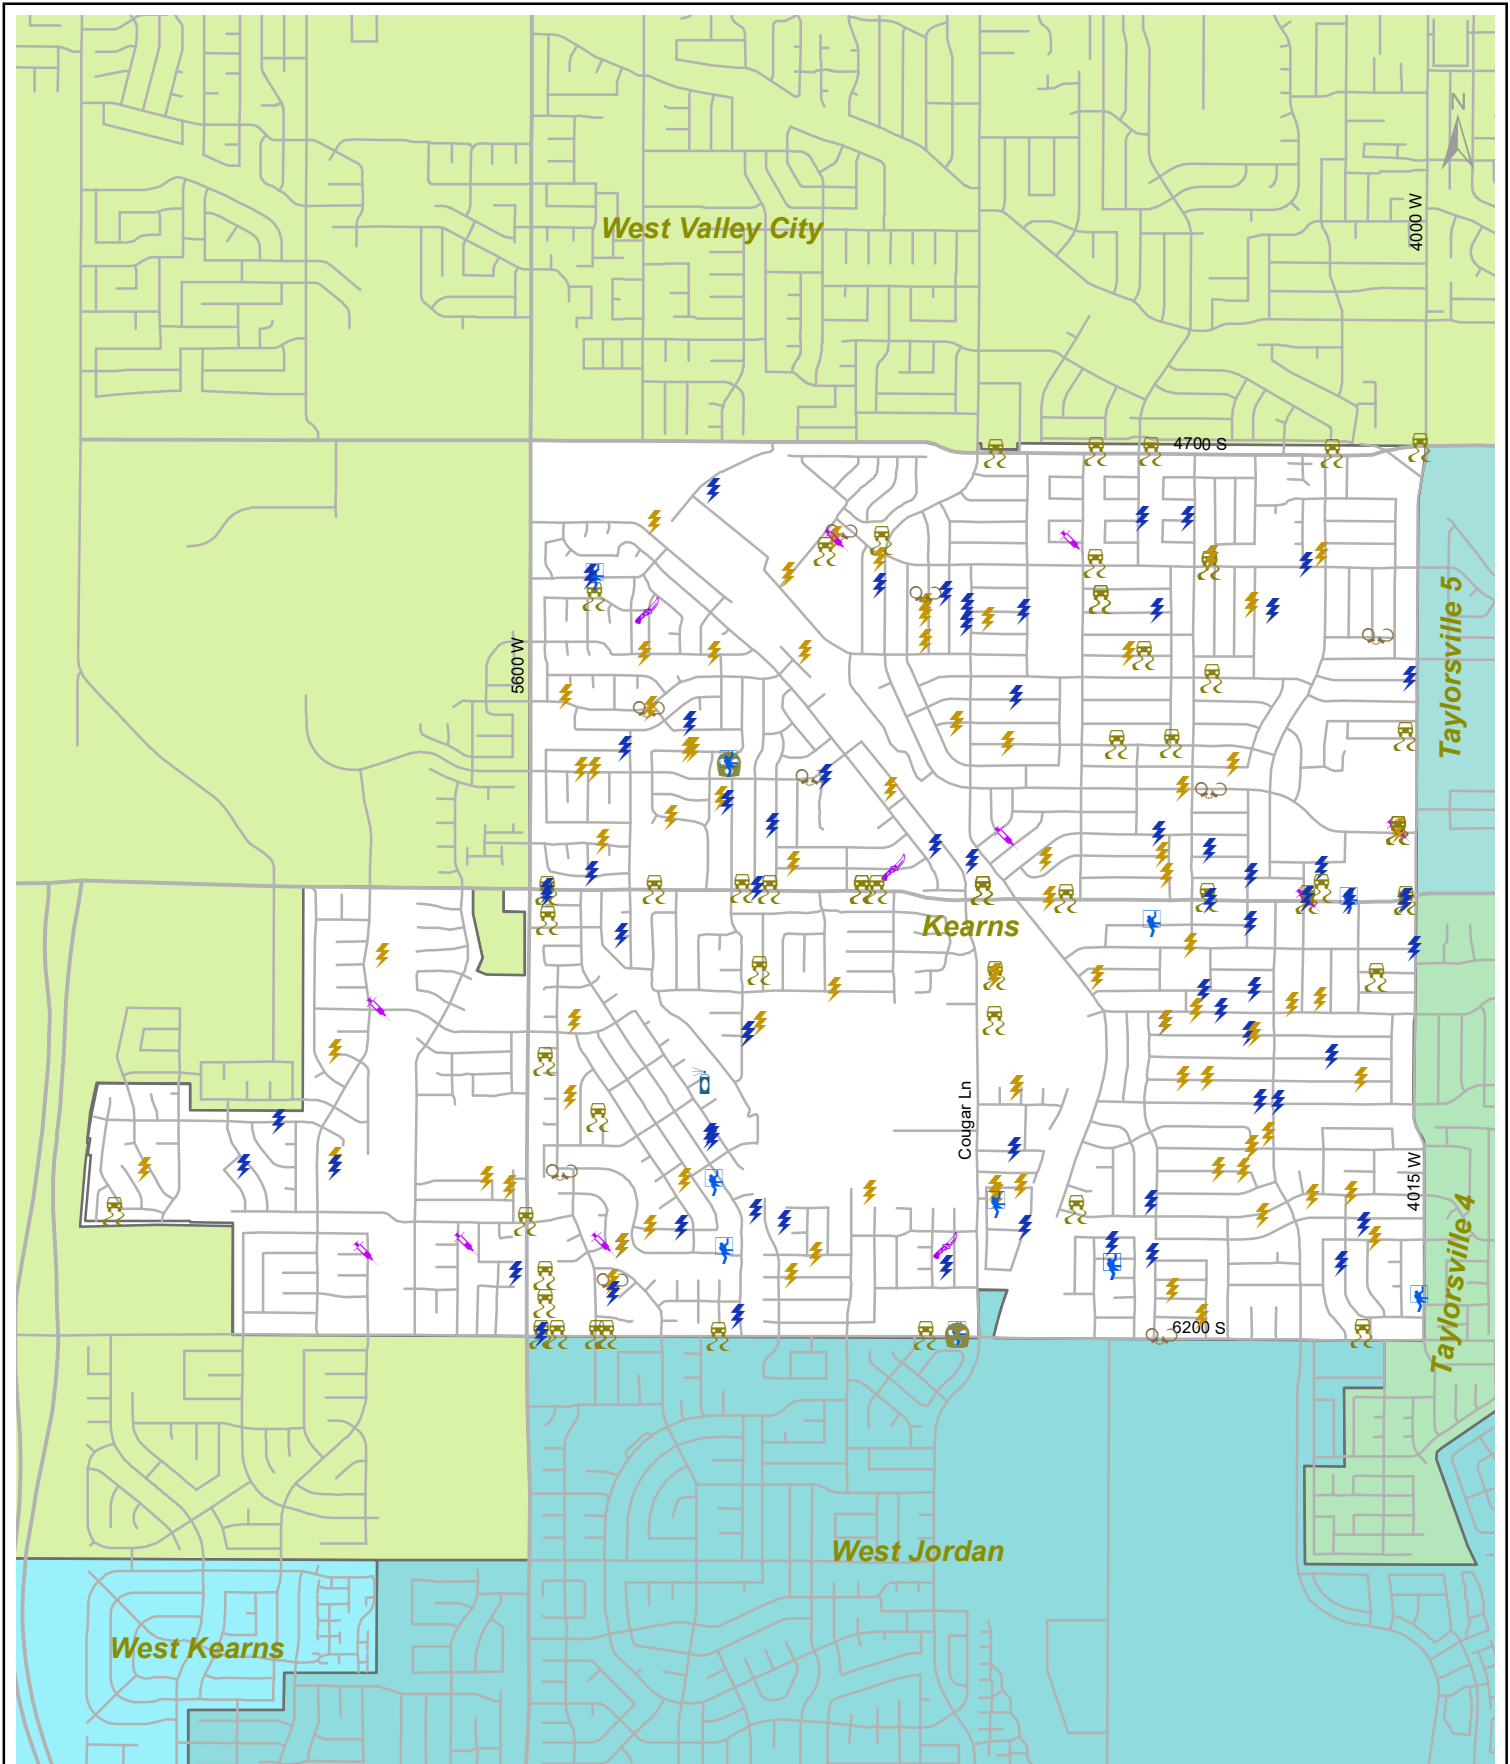 N
West Valley City
4000 W
4700 S
Taylorsville 5
5600 W
Kearns
Cougar Ln
4015 W
Taylorsville 4
6200 S
West Jordan
West Kearns